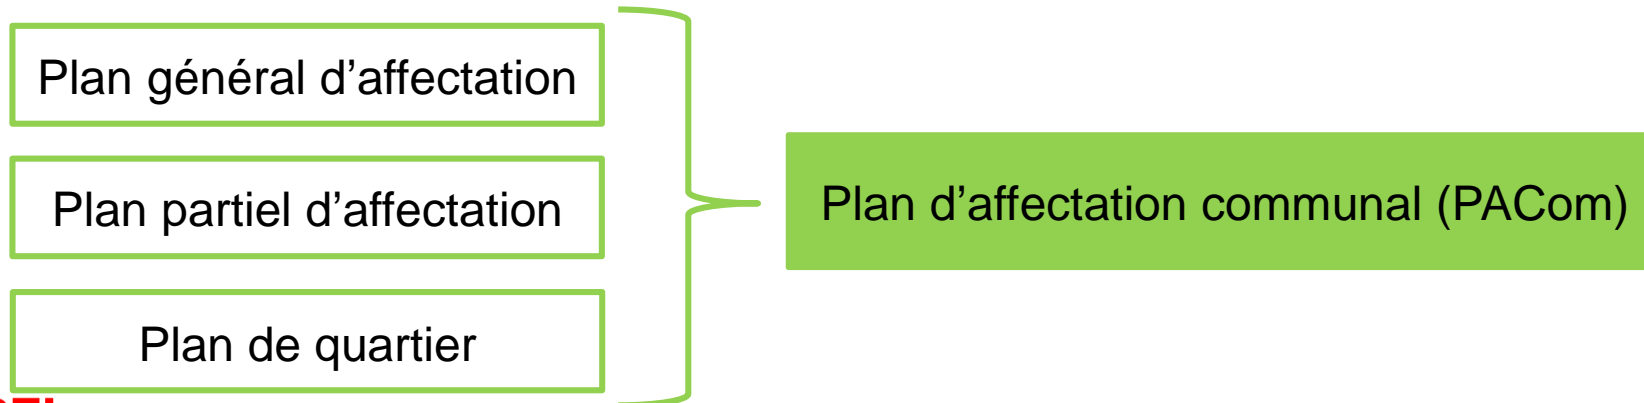 Plan général d’affectation
Plan partiel d’affectation
Plan d’affectation communal (PACom)
Plan de quartier